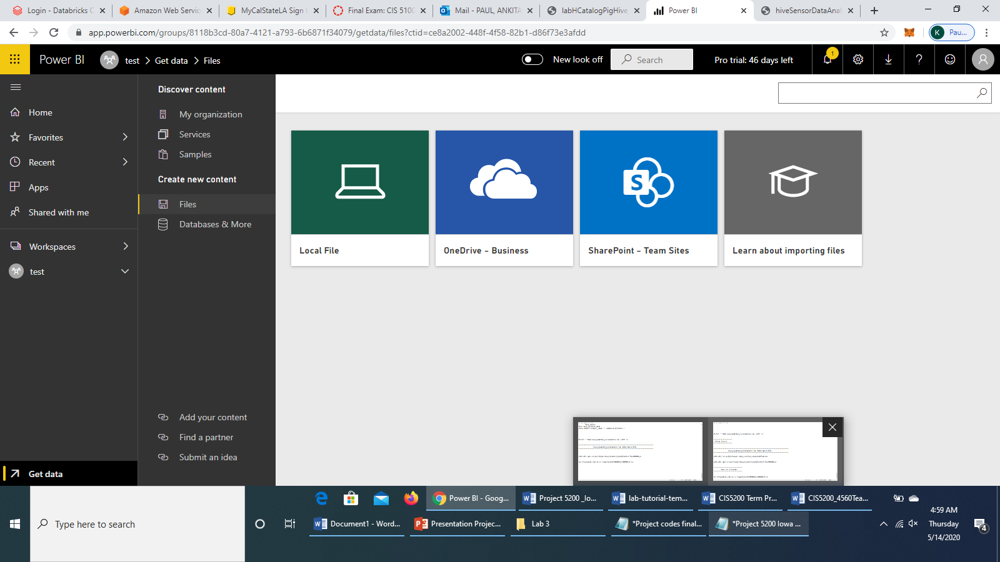 Login - Databricks C
Amazon Web Servic
MyCalStateLA Sign I
Final Exam: CIS 5100
Mail - PAUL, ANKITA
labHCatalogPigHive
Power BI
hiveSensorDataAnal
app.powerbi.com/groups/8118b3cd-80a7-4121-a793-6b6871f34079/getdata/files?ctid=ce8a2002-448f-4f58-82b1-d86f73e3afdd
K
Pau...
Power BI
test > Get data > Files
New look off
Search
Pro trial: 46 days left
1
Home
Favorites
Recent
Apps
Shared with me
Workspaces
test
Get data
Discover content
My organization
Services
Samples
Create new content
Files
Databases & More
Add your content
Find a partner
Submit an idea
Local File
OneDrive – Business
S
SharePoint – Team Sites
Learn about importing files
Type here to search
Power BI - Goog...
Project 5200 _Io...
lab-tutorial-tem...
CIS5200 Term Pr...
CIS5200_4560Tea...
Document1 - Word...
Presentation Projec...
Lab 3
*Project codes final...
*Project 5200 Iowa ...
4:59 AM
Thursday
5/14/2020
4